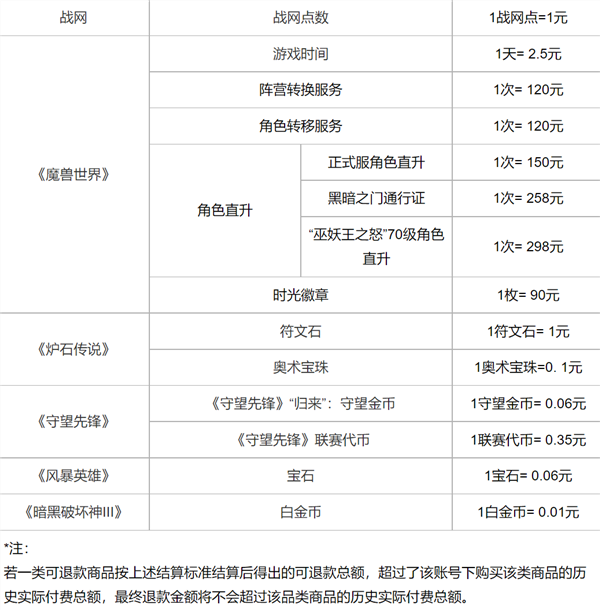 战网 战网点数 1战网点=1元
游戏时间 1天= 2.5元
阵营转换服务 1次= 120元
角色转移服务 1次= 120元
《魔兽世界》 角色直升 正式服角色直升 1次= 150元
黑暗之门通行证 1次= 258元
“巫妖王之怒”70级角色
直升 1次= 298元
时光徽章 1枚= 90元
《炉石传说》 符文石 1符文石= 1元
奥术宝珠 1奥术宝珠=0. 1元
《守望先锋》 《守望先锋》“归来”：守望金币 1守望金币= 0.06元
《守望先锋》联赛代币 1联赛代币= 0.35元
《风暴英雄》 宝石 1宝石= 0.06元
《暗黑破坏神III》 白金币 1白金币= 0.01元
*注：
若一类可退款商品按上述结算标准结算后得出的可退款总额，超过了该账号下购买该类商品的历
史实际付费总额，最终退款金额将不会超过该品类商品的历史实际付费总额。